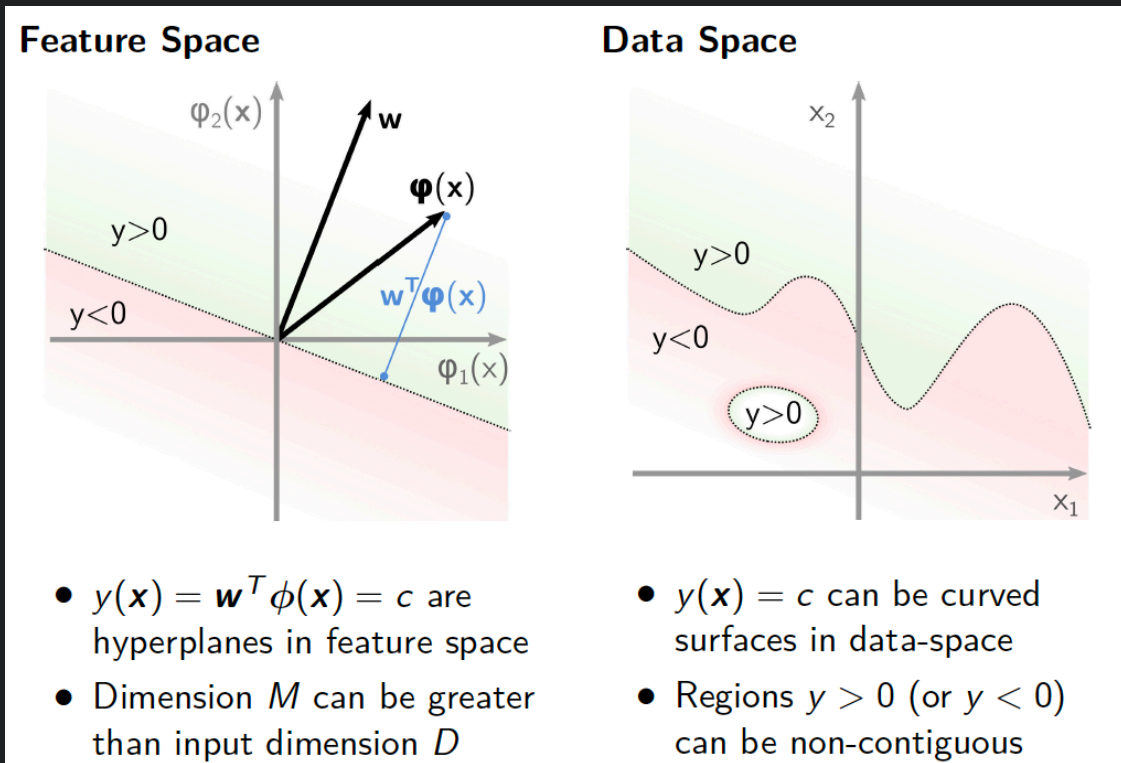 Feature Space
φ₂(x)
w
φ(x)
y>0
wᵀφ(x)
y<0
φ₁(x)
• y(x) = wᵀϕ(x) = c are
hyperplanes in feature space
• Dimension M can be greater
than input dimension D
Data Space
x₂
y>0
y<0
y>0
x₁
• y(x) = c can be curved
surfaces in data-space
• Regions y > 0 (or y < 0)
can be non-contiguous